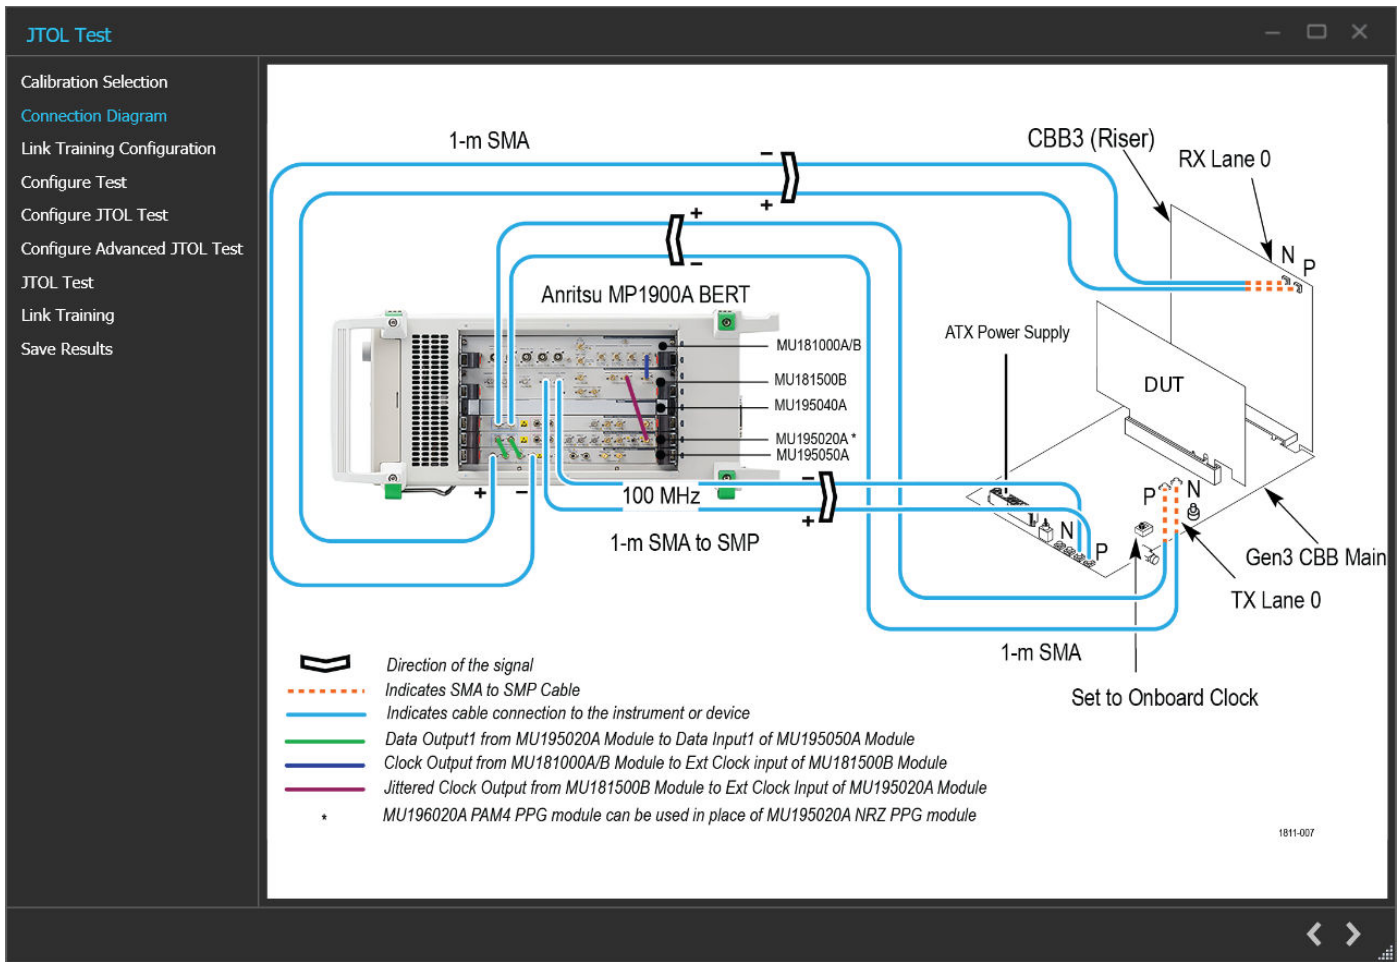 JTOL Test
Calibration Selection
Connection Diagram
Link Training Configuration
Configure Test
Configure JTOL Test
Configure Advanced JTOL Test
JTOL Test
Link Training
Save Results
1-m SMA
CBB3 (Riser)
RX Lane 0
−
+
+
−
N
P
Anritsu MP1900A BERT
ATX Power Supply
MU181000A/B
MU181500B
MU195040A
MU195020A *
MU195050A
DUT
+ −
100 MHz
−
+
1-m SMA to SMP
N
P
P
N
Gen3 CBB Main
TX Lane 0
1-m SMA
Set to Onboard Clock
Direction of the signal
Indicates SMA to SMP Cable
Indicates cable connection to the instrument or device
Data Output1 from MU195020A Module to Data Input1 of MU195050A Module
Clock Output from MU181000A/B Module to Ext Clock input of MU181500B Module
Jittered Clock Output from MU181500B Module to Ext Clock Input of MU195020A Module
* MU196020A PAM4 PPG module can be used in place of MU195020A NRZ PPG module
1811-007